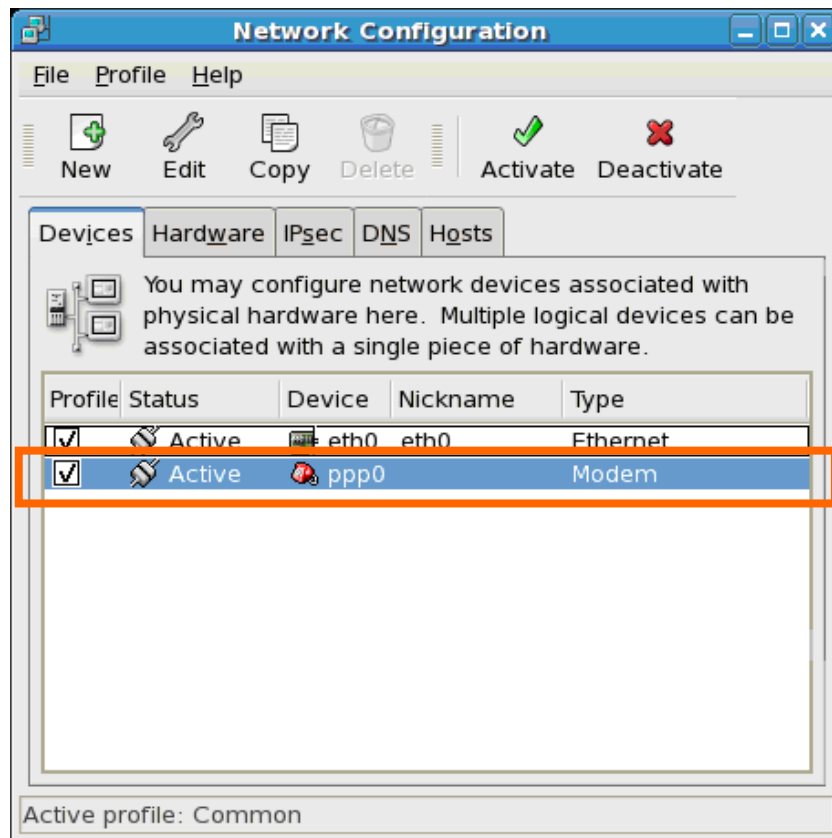 Network Configuration
File Profile Help
New Edit Copy Delete Activate Deactivate
Devices Hardware IPsec DNS Hosts
You may configure network devices associated with
physical hardware here. Multiple logical devices can be
associated with a single piece of hardware.
Profile Status Device Nickname Type
Active eth0 eth0 Ethernet
Active ppp0 Modem
Active profile: Common